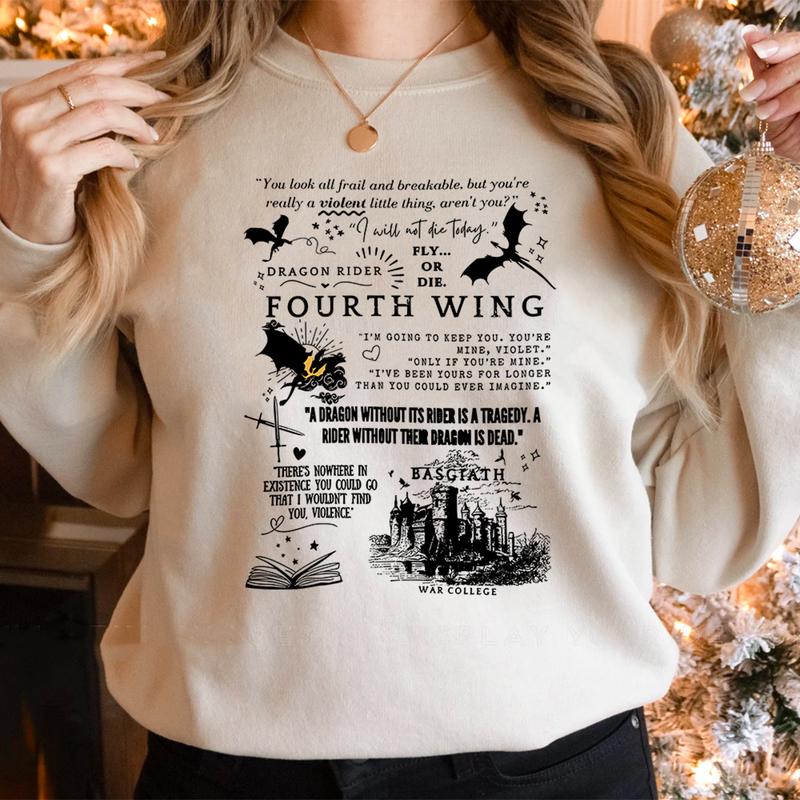 "You look all frail and breakable, but you're
really a violent little thing, aren't you?"
"I will not die today."
FLY...
OR
DIE.
DRAGON RIDER
FOURTH WING
"I'M GOING TO KEEP YOU. YOU'RE
MINE, VIOLET."
"ONLY IF YOU'RE MINE."
"I'VE BEEN YOURS FOR LONGER
THAN YOU COULD EVER IMAGINE."
"A DRAGON WITHOUT ITS RIDER IS A TRAGEDY. A
RIDER WITHOUT THEIR DRAGON IS DEAD."
"THERE'S NOWHERE IN
EXISTENCE YOU COULD GO
THAT I WOULDN'T FIND
YOU, VIOLENCE"
BASGIATH
WAR COLLEGE